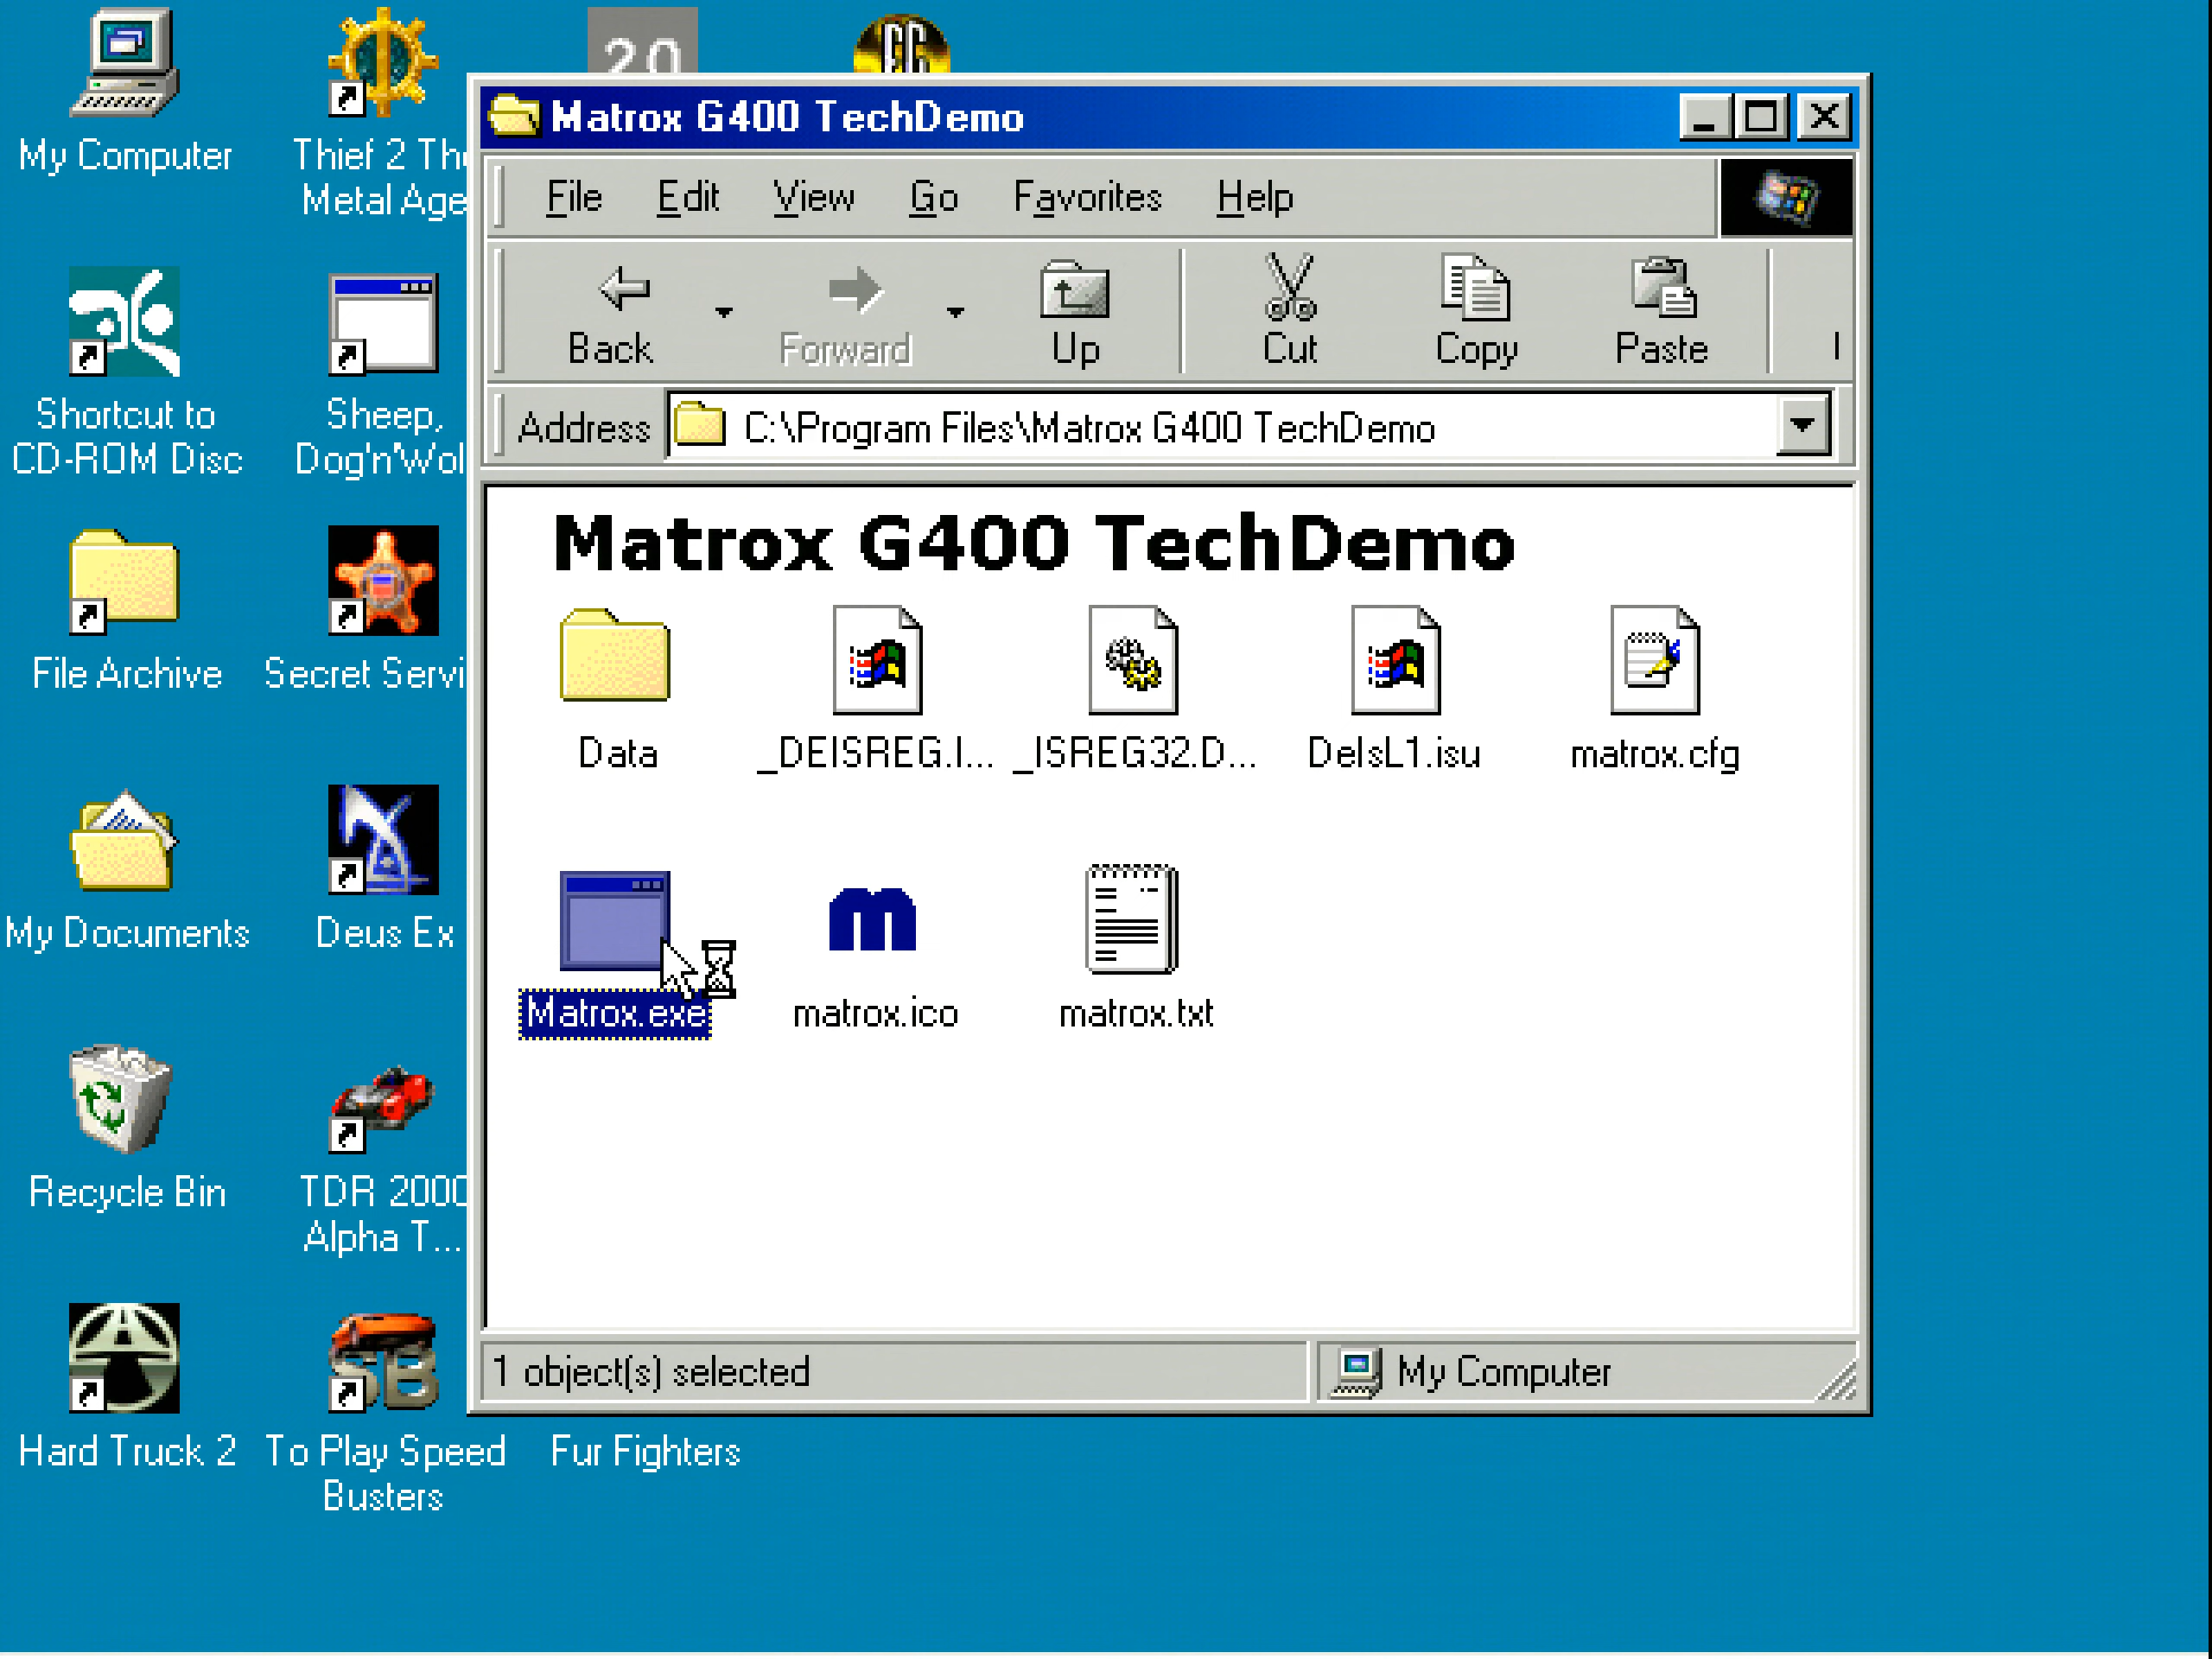 My Computer
Thief 2 The
Metal Age
20
Shortcut to
CD-ROM Disc
Sheep,
Dog'n'Wol
File Archive
Secret Servi
My Documents
Deus Ex
Recycle Bin
TDR 2000
Alpha T...
Hard Truck 2
SB
To Play Speed
Busters
Fur Fighters
Matrox G400 TechDemo
File Edit View Go Favorites Help
Back Forward Up Cut Copy Paste
Address C:\Program Files\Matrox G400 TechDemo
Matrox G400 TechDemo
Data _DEISREG.I... _ISREG32.D... DeIsL1.isu matrox.cfg
m
Matrox.exe matrox.ico matrox.txt
1 object(s) selected My Computer